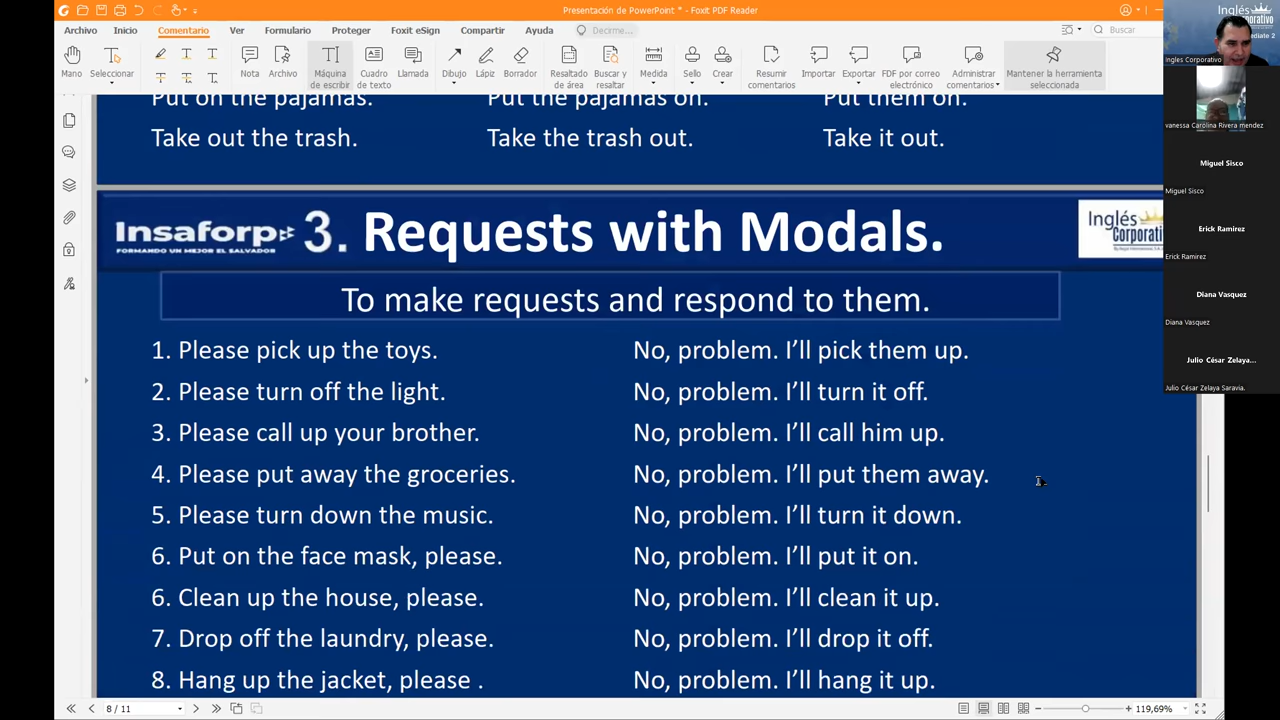 Presentación de PowerPoint * - Foxit PDF Reader
Archivo Inicio Comentario Ver Formulario Proteger Foxit eSign Compartir Ayuda Decirme... Buscar
Mano Seleccionar Nota Archivo Máquina de escribir Cuadro de texto Llamada Dibujo Lápiz Borrador Resaltado de área Buscar y resaltar Medida Sello Crear Resumir comentarios Importar Exportar FDP por correo electrónico Administrar comentarios Mantener la herramienta seleccionada
Put on the pajamas. Put the pajamas on. Put them on.
Take out the trash. Take the trash out. Take it out.
Insaforp 3. Requests with Modals.
FORMANDO UN MEJOR EL SALVADOR
Inglés
Corporativo
To make requests and respond to them.
1. Please pick up the toys. No, problem. I’ll pick them up.
2. Please turn off the light. No, problem. I’ll turn it off.
3. Please call up your brother. No, problem. I’ll call him up.
4. Please put away the groceries. No, problem. I’ll put them away.
5. Please turn down the music. No, problem. I’ll turn it down.
6. Put on the face mask, please. No, problem. I’ll put it on.
6. Clean up the house, please. No, problem. I’ll clean it up.
7. Drop off the laundry, please. No, problem. I’ll drop it off.
8. Hang up the jacket, please . No, problem. I’ll hang it up.
8 / 11 119,69%
Inglés
Corporativo
ediate 2
Ingles Corporativo
vanessa Carolina Rivera mendez
Miguel Sisco
Miguel Sisco
Erick Ramirez
Erick Ramirez
Diana Vasquez
Diana Vasquez
Julio César Zelaya...
Julio César Zelaya Saravia.